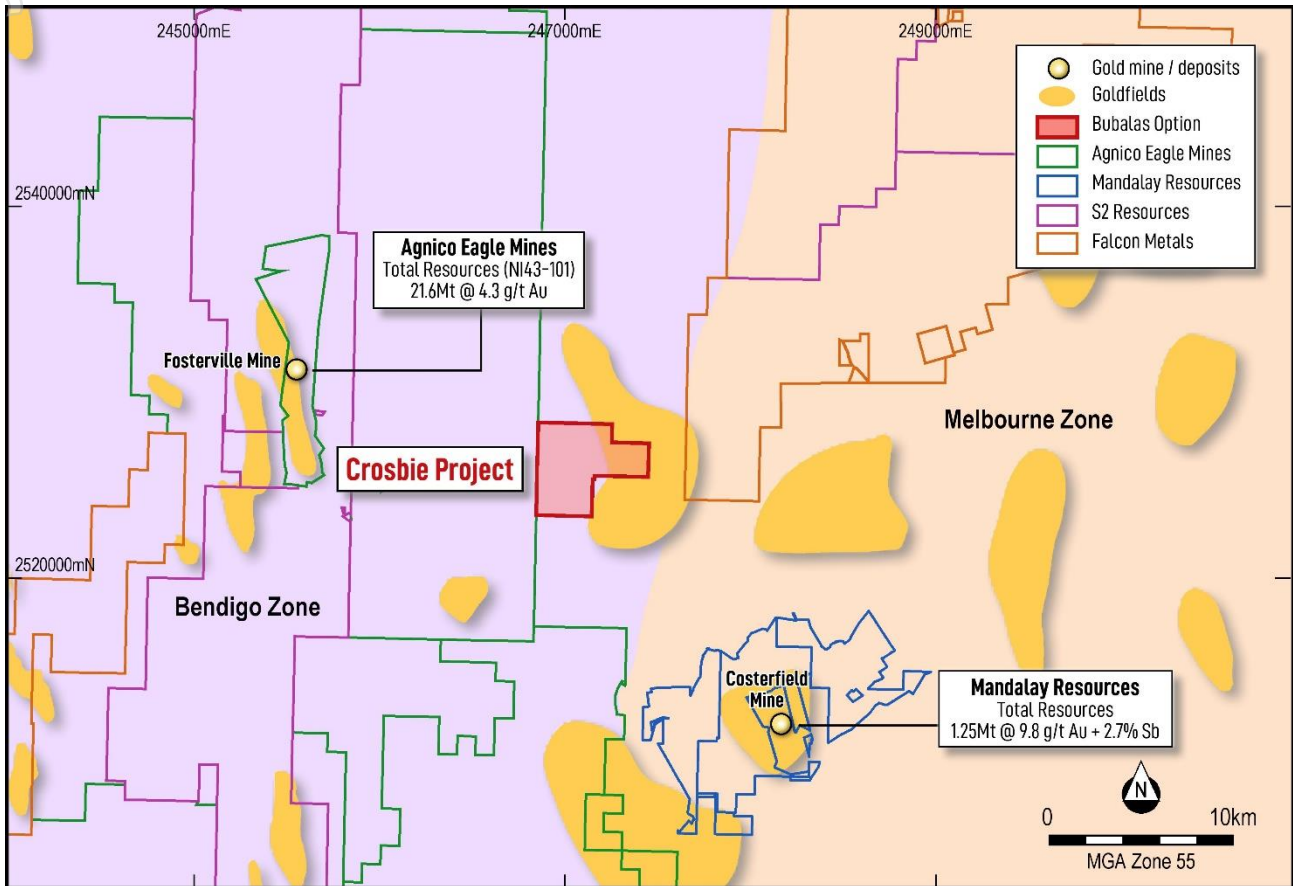 245000mE
247000mE
249000mE
Gold mine / deposits
Goldfields
Bubalas Option
Agnico Eagle Mines
Mandalay Resources
S2 Resources
Falcon Metals
2540000mN
Agnico Eagle Mines
Total Resources (NI43-101)
21.6Mt @ 4.3 g/t Au
Fosterville Mine
Melbourne Zone
Crosbie Project
2520000mN
Bendigo Zone
Costerfield
Mine
Mandalay Resources
Total Resources
1.25Mt @ 9.8 g/t Au + 2.7% Sb
N
0
10km
MGA Zone 55